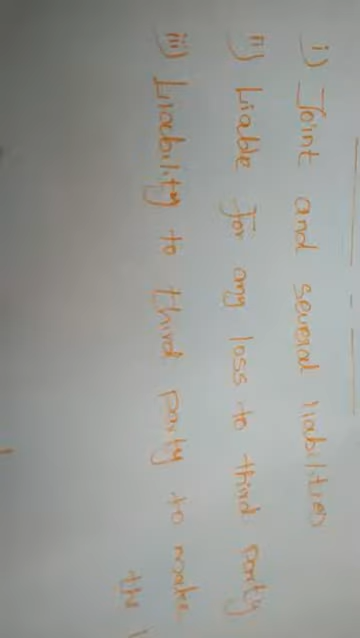 i) Joint and several liabilities
ii) Liable for any loss to third party
iii) Liability to third party to make
the